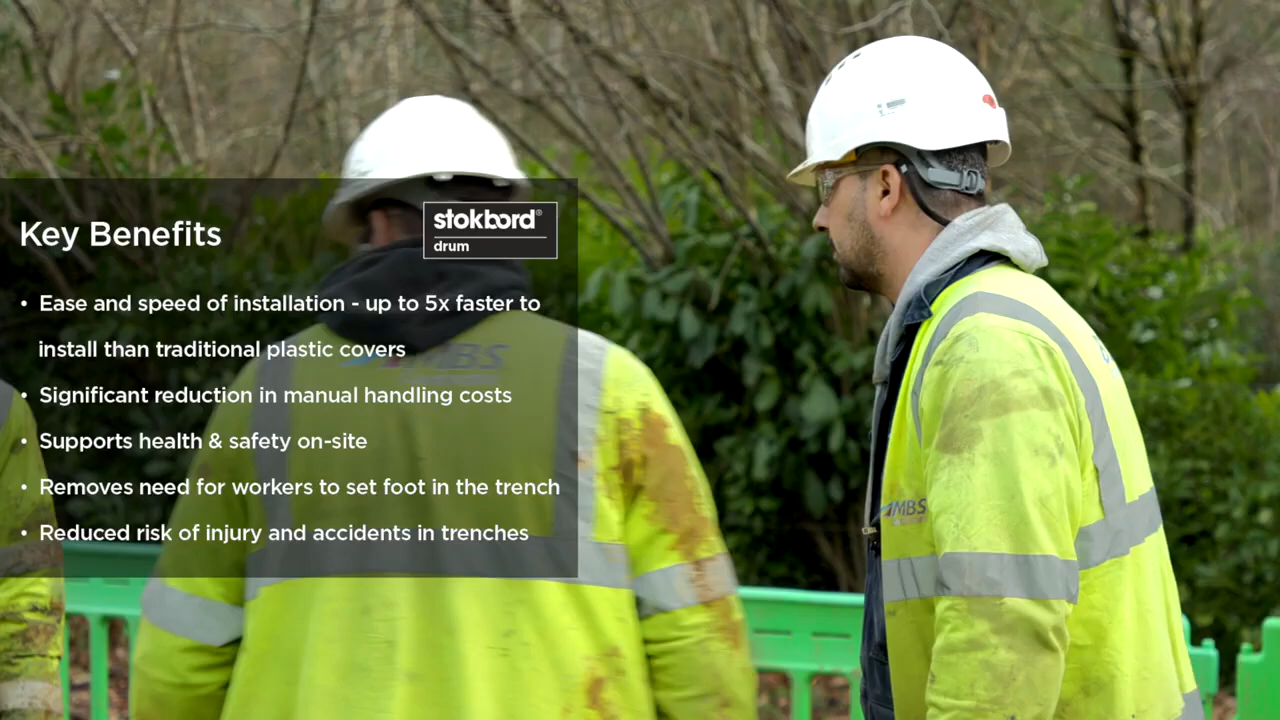 Key Benefits
stokbord®
drum
• Ease and speed of installation - up to 5x faster to
install than traditional plastic covers
• Significant reduction in manual handling costs
• Supports health & safety on-site
• Removes need for workers to set foot in the trench
• Reduced risk of injury and accidents in trenches
MBS
MBS